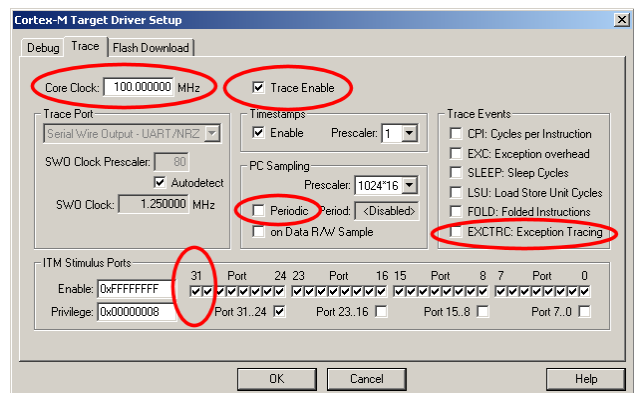 Cortex-M Target Driver Setup
Debug Trace Flash Download
Core Clock: 100.000000 MHz
Trace Enable
Trace Port
Serial Wire Output - UART/NRZ
SWO Clock Prescaler: 80
Autodetect
SWO Clock: 1.250000 MHz
Timestamps
Enable Prescaler: 1
PC Sampling
Prescaler: 1024*16
Periodic Period: <Disabled>
on Data R/W Sample
Trace Events
CPI: Cycles per Instruction
EXC: Exception overhead
SLEEP: Sleep Cycles
LSU: Load Store Unit Cycles
FOLD: Folded Instructions
EXCTRC: Exception Tracing
ITM Stimulus Ports
31 Port 24 23 Port 16 15 Port 8 7 Port 0
Enable: 0xFFFFFFFF
Privilege: 0x00000008 Port 31..24 Port 23..16 Port 15..8 Port 7..0
OK Cancel Help